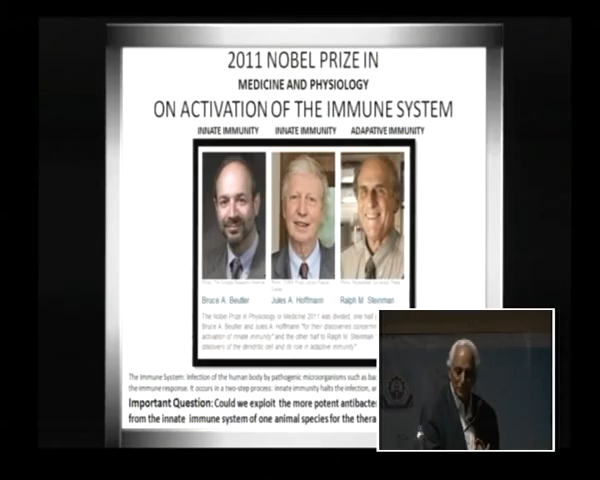 2011 NOBEL PRIZE IN
MEDICINE AND PHYSIOLOGY
ON ACTIVATION OF THE IMMUNE SYSTEM
INNATE IMMUNITY INNATE IMMUNITY ADAPATIVE IMMUNITY
Bruce A. Beutler Jules A. Hoffmann Ralph M. Steinman
The Nobel Prize in Physiology or Medicine 2011 was divided, one half
Bruce A. Beutler and Jules A. Hoffmann "for their discoveries concerning
activation of innate immunity" and the other half to Ralph M. Steinman
discovery of the dendritic cell and its role in adaptive immunity"
The Immune System: Infection of the human body by pathogenic microorganisms such as
the immune response. It occurs in a two-step process: innate immunity halts the infection,
Important Question: Could we exploit the more potent
from the innate immune system of one animal species for the